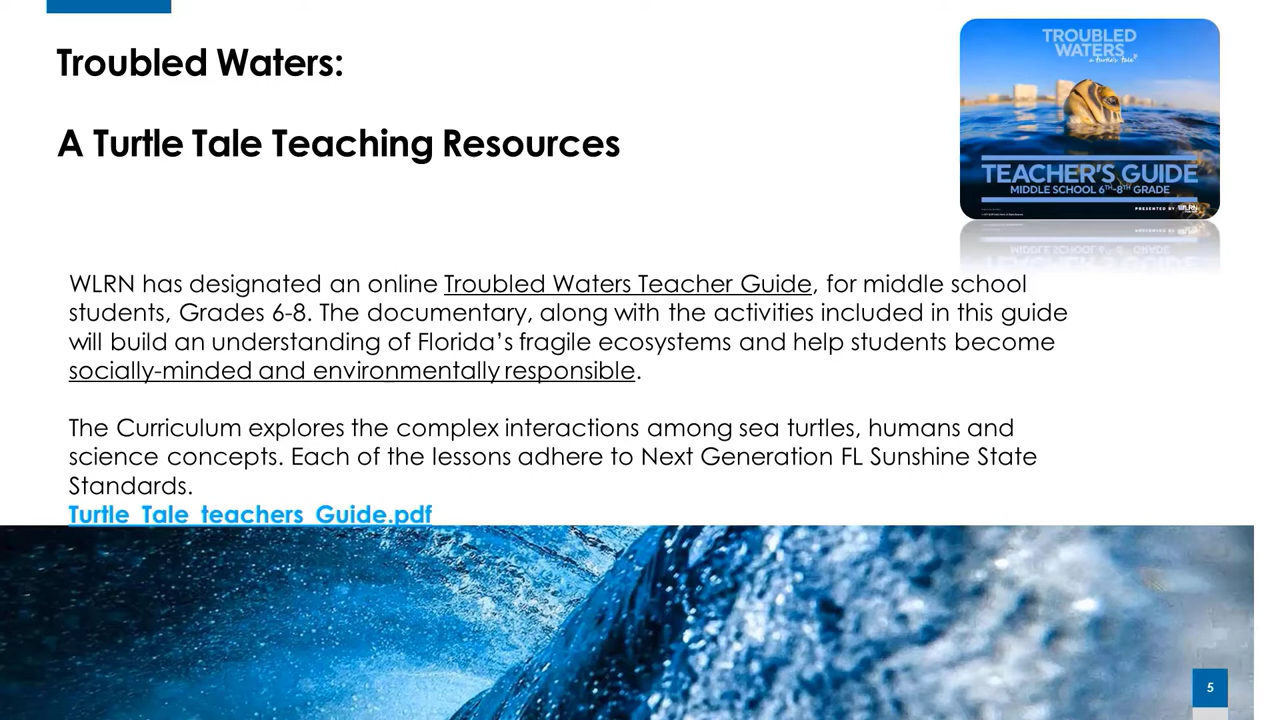 Troubled Waters:
A Turtle Tale Teaching Resources
TROUBLED
WATERS
a turtle's tale
TEACHER'S GUIDE
MIDDLE SCHOOL 6TH-8TH GRADE
PRESENTED BY
WLRN has designated an online Troubled Waters Teacher Guide, for middle school
students, Grades 6-8. The documentary, along with the activities included in this guide
will build an understanding of Florida's fragile ecosystems and help students become
socially-minded and environmentally responsible.
The Curriculum explores the complex interactions among sea turtles, humans and
science concepts. Each of the lessons adhere to Next Generation FL Sunshine State
Standards.
Turtle_Tale_teachers_Guide.pdf
5